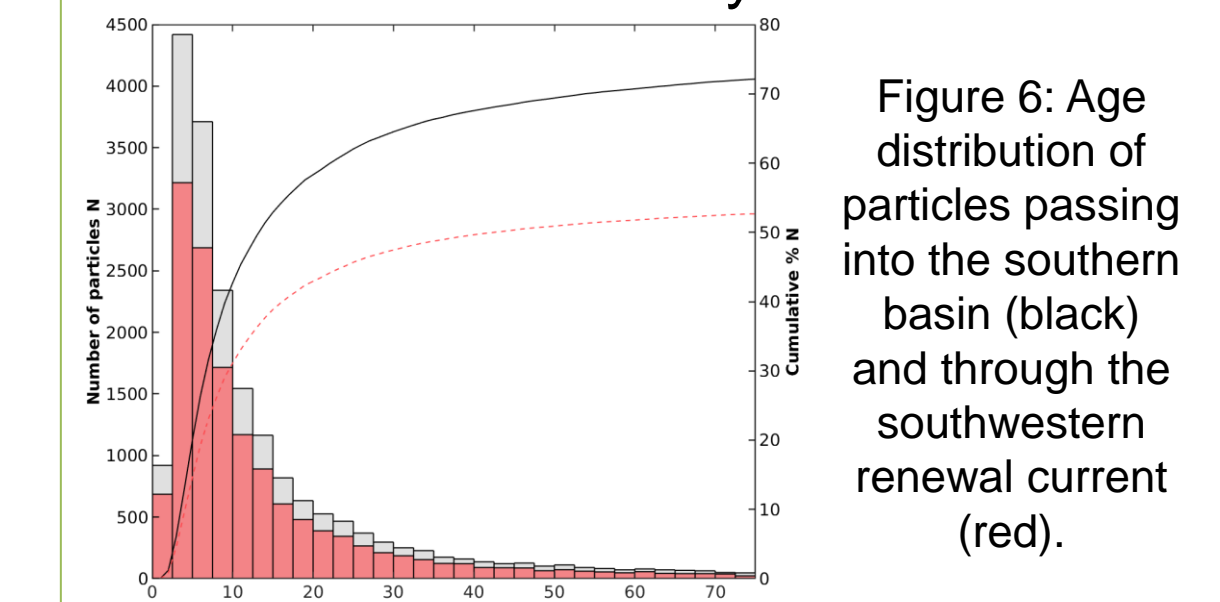 4500
4000
3500
3000
2500
2000
1500
1000
500
0
Number of particles N
0 10 20 30 40 50 60 70
80
70
60
50
40
30
20
10
0
Cumulative % N
Figure 6: Age
distribution of
particles passing
into the southern
basin (black)
and through the
southwestern
renewal current
(red).